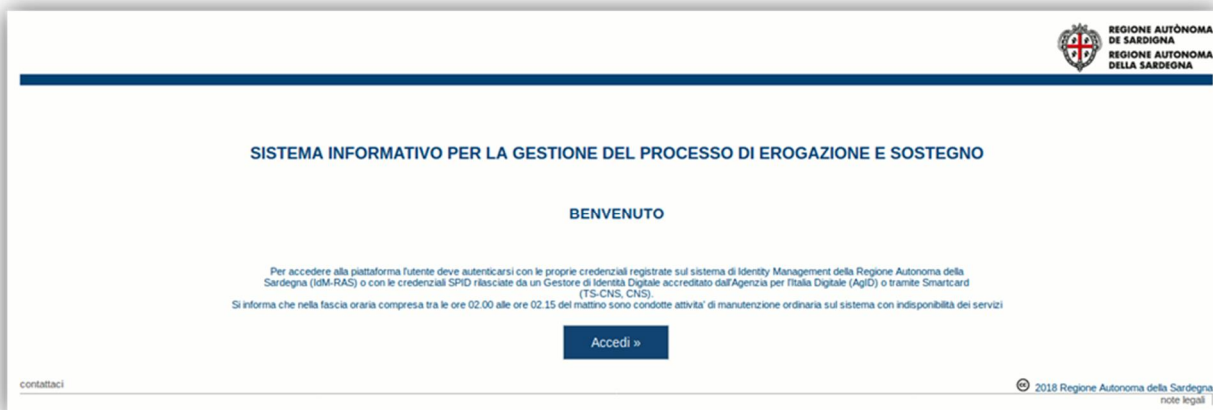 REGIONE AUTÒNOMA
DE SARDIGNA
REGIONE AUTONOMA
DELLA SARDEGNA
SISTEMA INFORMATIVO PER LA GESTIONE DEL PROCESSO DI EROGAZIONE E SOSTEGNO
BENVENUTO
Per accedere alla piattaforma l'utente deve autenticarsi con le proprie credenziali registrate sul sistema di Identity Management della Regione Autonoma della
Sardegna (IdM-RAS) o con le credenziali SPID rilasciate da un Gestore di Identità Digitale accreditato dall'Agenzia per l'Italia Digitale (AgID) o tramite Smartcard
(TS-CNS, CNS).
Si informa che nella fascia oraria compresa tra le ore 02.00 alle ore 02.15 del mattino sono condotte attivita' di manutenzione ordinaria sul sistema con indisponibilità dei servizi
Accedi »
contattaci
cc 2018 Regione Autonoma della Sardegna
note legali